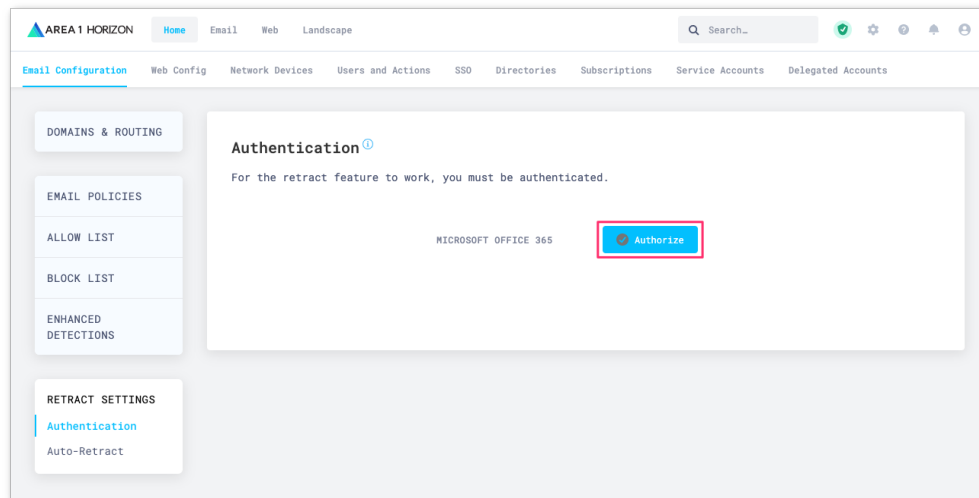 AREA 1 HORIZON Home Email Web Landscape Search…
Email Configuration Web Config Network Devices Users and Actions SSO Directories Subscriptions Service Accounts Delegated Accounts
DOMAINS & ROUTING
EMAIL POLICIES
ALLOW LIST
BLOCK LIST
ENHANCED
DETECTIONS
RETRACT SETTINGS
Authentication
Auto-Retract
Authentication
For the retract feature to work, you must be authenticated.
MICROSOFT OFFICE 365 Authorize